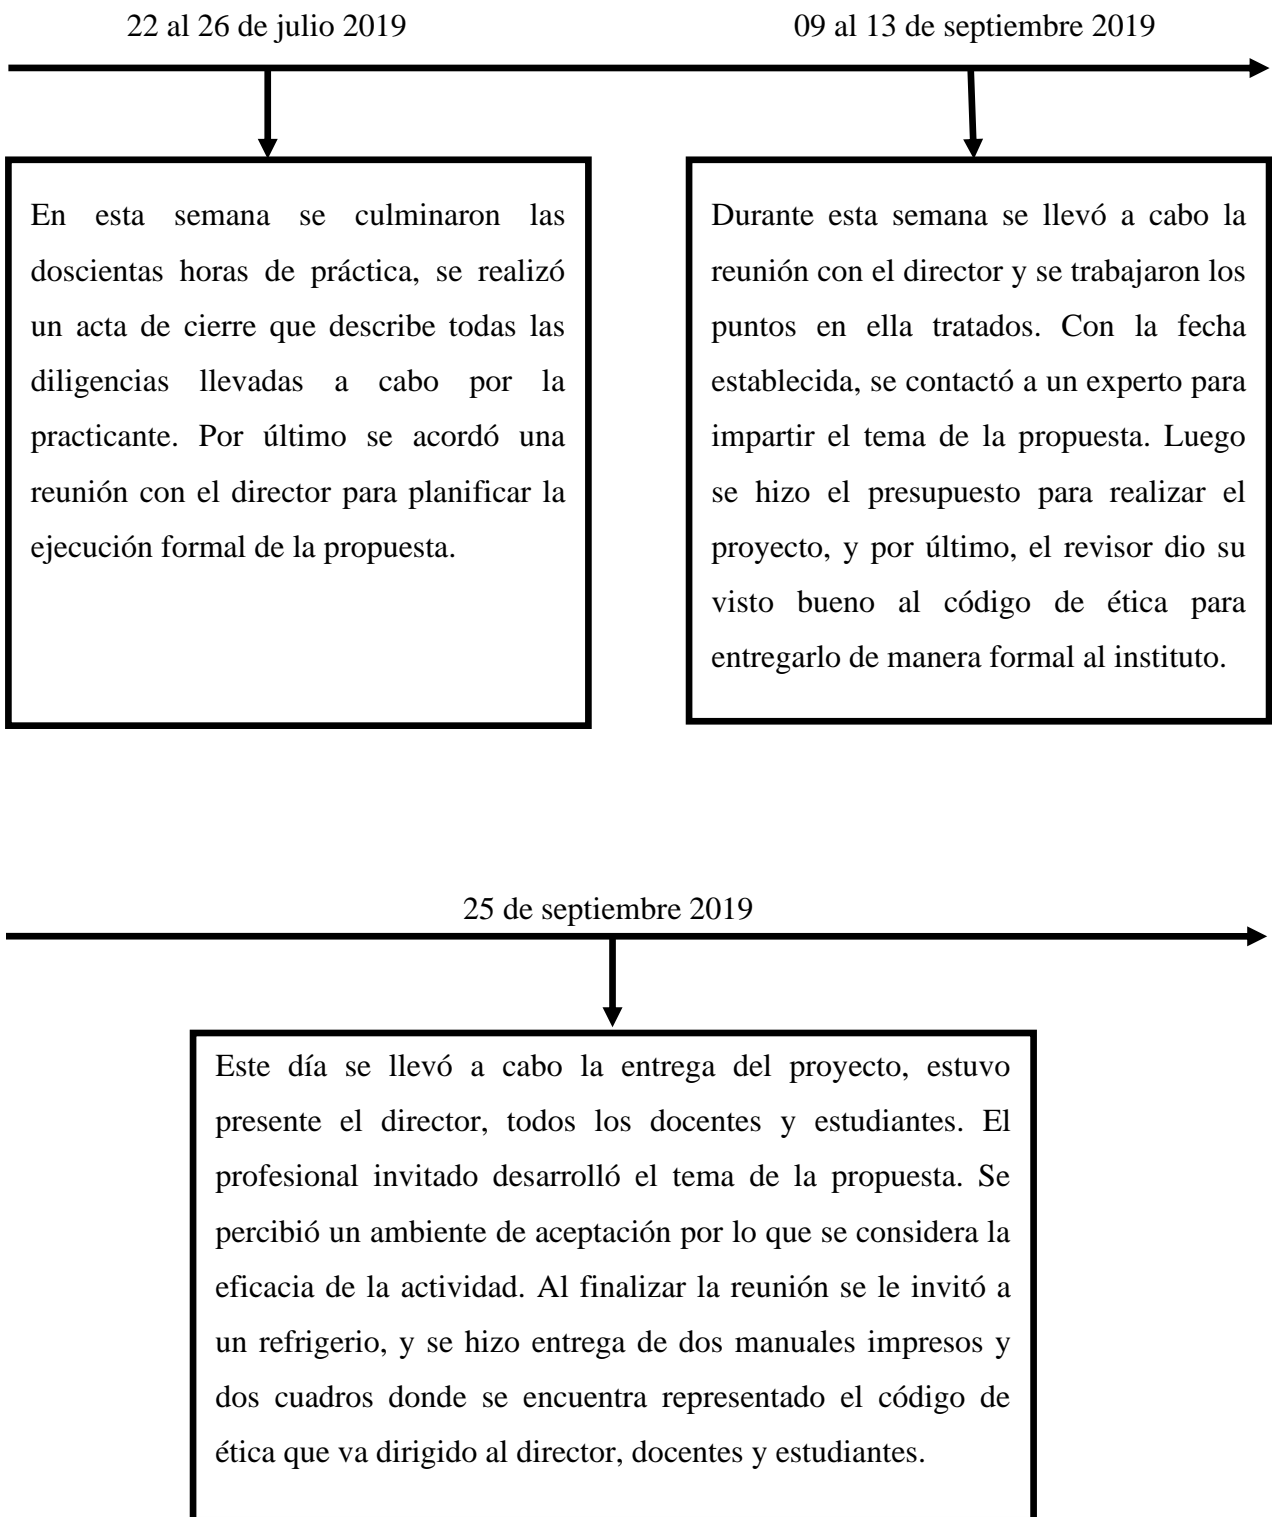 22 al 26 de julio 2019
09 al 13 de septiembre 2019
En esta semana se culminaron las
doscientas horas de práctica, se realizó
un acta de cierre que describe todas las
diligencias llevadas a cabo por la
practicante. Por último se acordó una
reunión con el director para planificar la
ejecución formal de la propuesta.
Durante esta semana se llevó a cabo la
reunión con el director y se trabajaron los
puntos en ella tratados. Con la fecha
establecida, se contactó a un experto para
impartir el tema de la propuesta. Luego
se hizo el presupuesto para realizar el
proyecto, y por último, el revisor dio su
visto bueno al código de ética para
entregarlo de manera formal al instituto.
25 de septiembre 2019
Este día se llevó a cabo la entrega del proyecto, estuvo
presente el director, todos los docentes y estudiantes. El
profesional invitado desarrolló el tema de la propuesta. Se
percibió un ambiente de aceptación por lo que se considera la
eficacia de la actividad. Al finalizar la reunión se le invitó a
un refrigerio, y se hizo entrega de dos manuales impresos y
dos cuadros donde se encuentra representado el código de
ética que va dirigido al director, docentes y estudiantes.